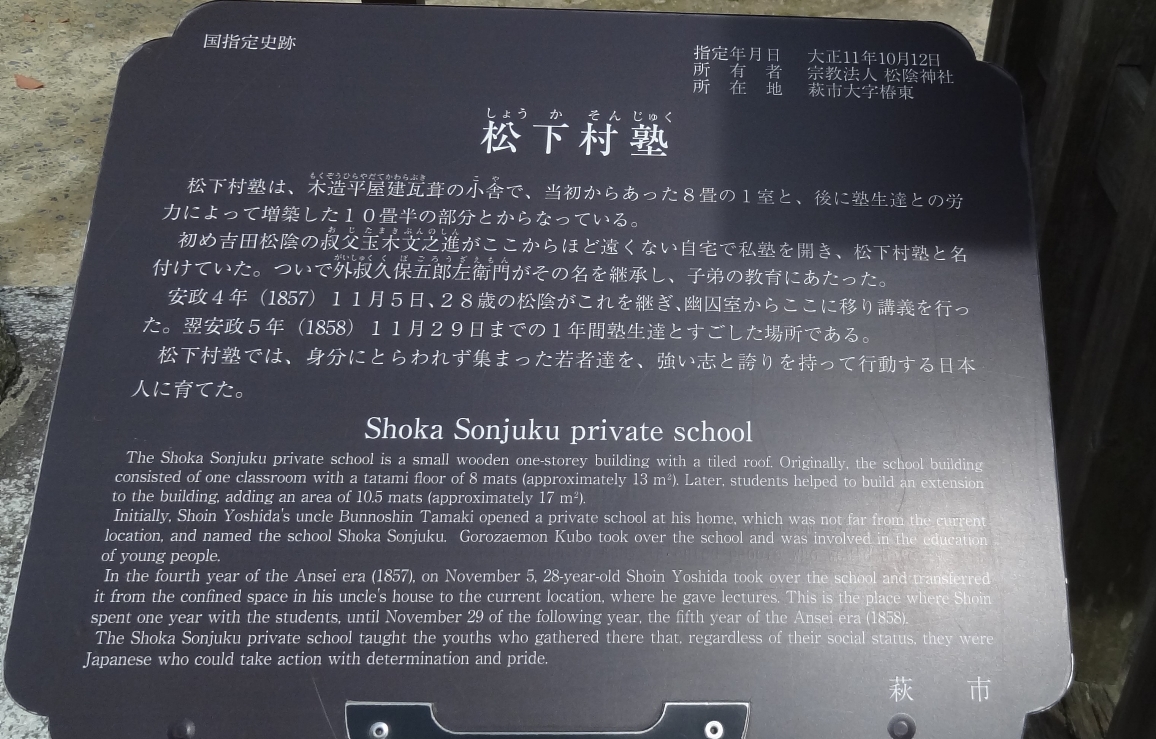 国指定史跡
指定年月日 大正11年10月12日
所有者 宗教法人 松陰神社
所在地 萩市大字椿東
しょう か そん じゅく
松下村塾
もくぞうひらやだてかわらぶき こ や
松下村塾は、木造平屋建瓦葺の小舎で、当初からあった8畳の1室と、後に塾生達との労
力によって増築した10畳半の部分とからなっている。
お じ たま き ぶんのしん
初め吉田松陰の叔父玉木文之進がここからほど遠くない自宅で私塾を開き、松下村塾と名
がいしゅく く ぼ ごろうざえもん
付けていた。ついで外叔久保五郎左衛門がその名を継承し、子弟の教育にあたった。
安政4年（1857）11月5日、28歳の松陰がこれを継ぎ、幽囚室からここに移り講義を行っ
た。翌安政5年（1858）11月29日までの1年間塾生達とすごした場所である。
松下村塾では、身分にとらわれず集まった若者達を、強い志と誇りを持って行動する日本
人に育てた。
Shoka Sonjuku private school
The Shoka Sonjuku private school is a small wooden one-storey building with a tiled roof. Originally, the school building
consisted of one classroom with a tatami floor of 8 mats (approximately 13 m²). Later, students helped to build an extension
to the building, adding an area of 10.5 mats (approximately 17 m²).
Initially, Shoin Yoshida's uncle Bunnoshin Tamaki opened a private school at his home, which was not far from the current
location, and named the school Shoka Sonjuku. Gorozaemon Kubo took over the school and was involved in the education
of young people.
In the fourth year of the Ansei era (1857), on November 5, 28-year-old Shoin Yoshida took over the school and transferred
it from the confined space in his uncle's house to the current location, where he gave lectures. This is the place where Shoin
spent one year with the students, until November 29 of the following year, the fifth year of the Ansei era (1858).
The Shoka Sonjuku private school taught the youths who gathered there that, regardless of their social status, they were
Japanese who could take action with determination and pride.
萩市